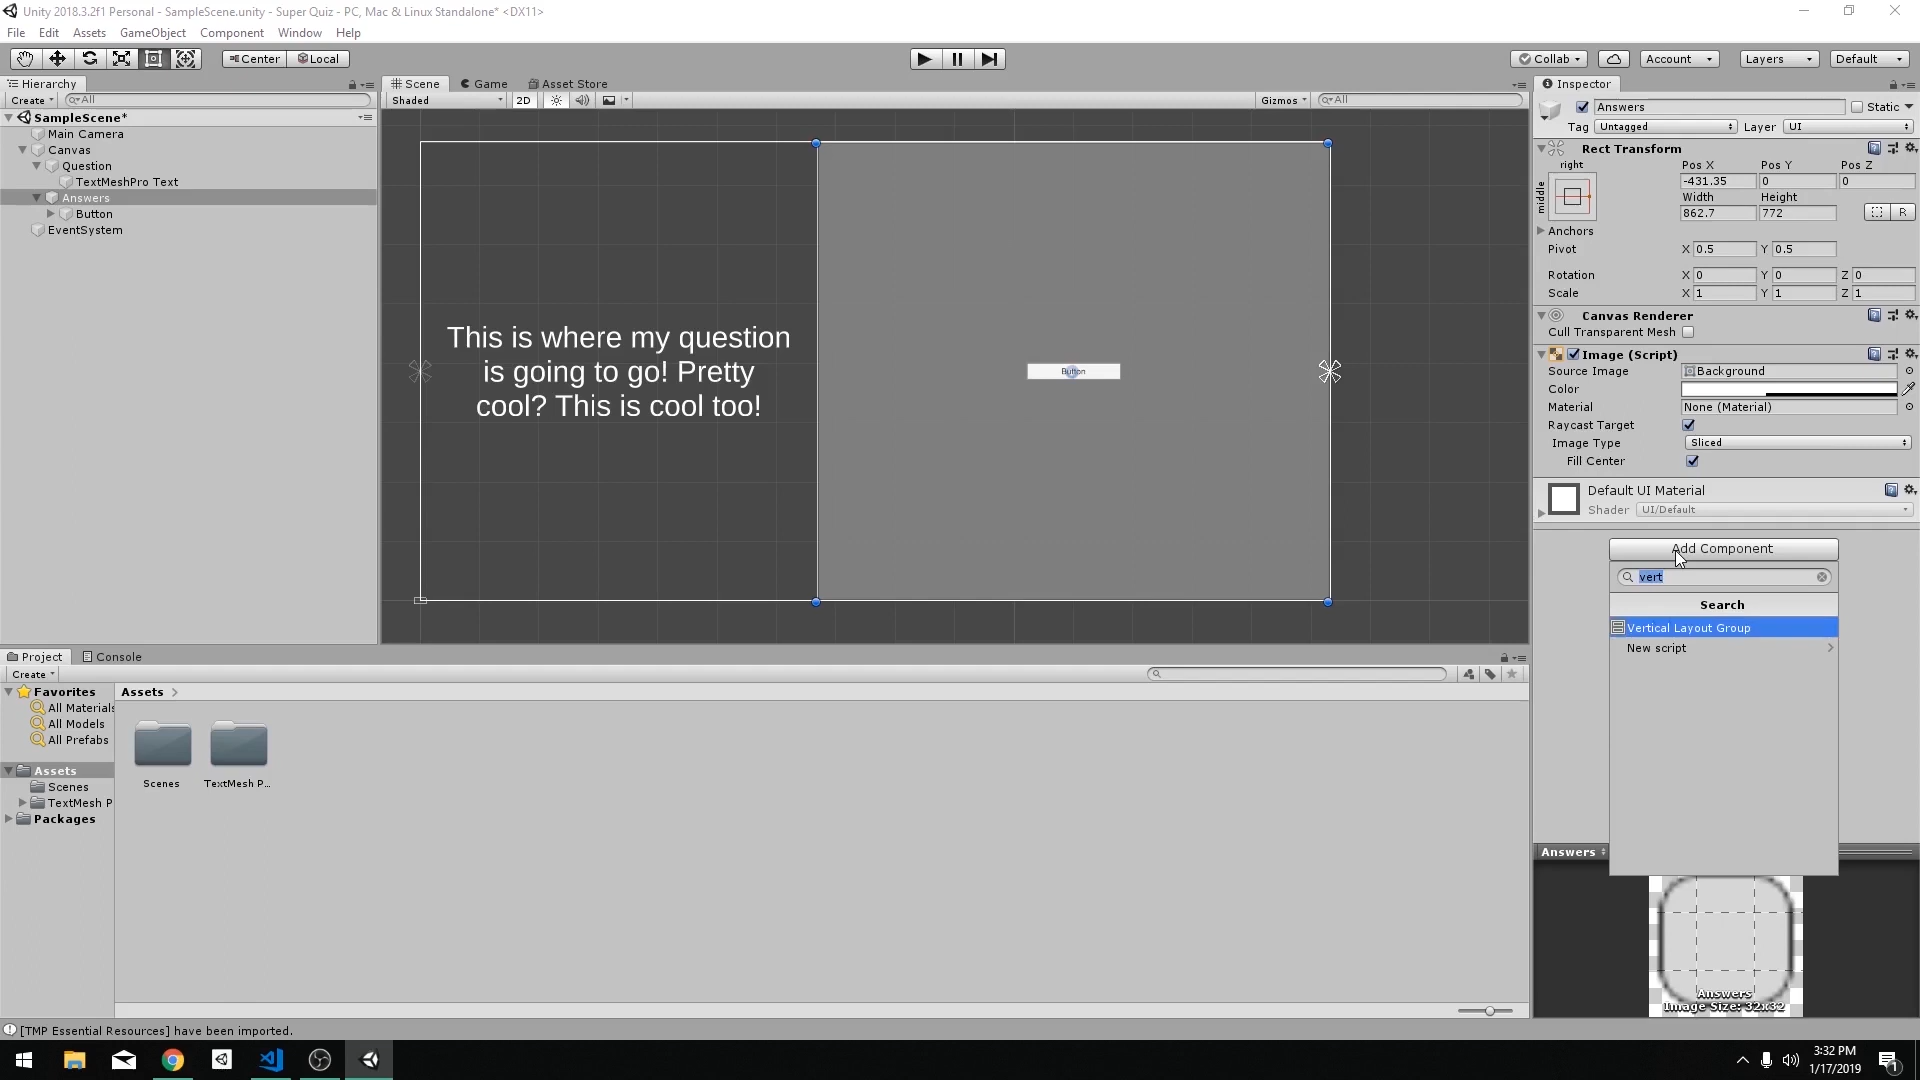 Unity 2018.3.2f1 Personal - SampleScene.unity - Super Quiz - PC, Mac & Linux Standalone* <DX11>
File Edit Assets GameObject Component Window Help
Center Local Collab Account Layers Default
Hierarchy
Create All
SampleScene*
Main Camera
Canvas
Question
TextMeshPro Text
Answers
Button
EventSystem
Scene Game Asset Store
Shaded 2D Gizmos All
This is where my question
is going to go! Pretty
cool? This is cool too!
Button
Inspector
Answers Static
Tag Untagged Layer UI
Rect Transform
right
middle
Pos X Pos Y Pos Z
-431.35 0 0
Width Height
862.7 772
R
Anchors
Pivot X 0.5 Y 0.5
Rotation X 0 Y 0 Z 0
Scale X 1 Y 1 Z 1
Canvas Renderer
Cull Transparent Mesh
Image (Script)
Source Image Background
Color
Material None (Material)
Raycast Target
Image Type Sliced
Fill Center
Default UI Material
Shader UI/Default
Add Component
vert
Search
Vertical Layout Group
New script
Answers
Answers
Image Size: 32x32
Project Console
Create
Favorites
All Materials
All Models
All Prefabs
Assets
Scenes
TextMesh P
Packages
Assets
Scenes TextMesh P...
[TMP Essential Resources] have been imported.
3:32 PM
1/17/2019
1